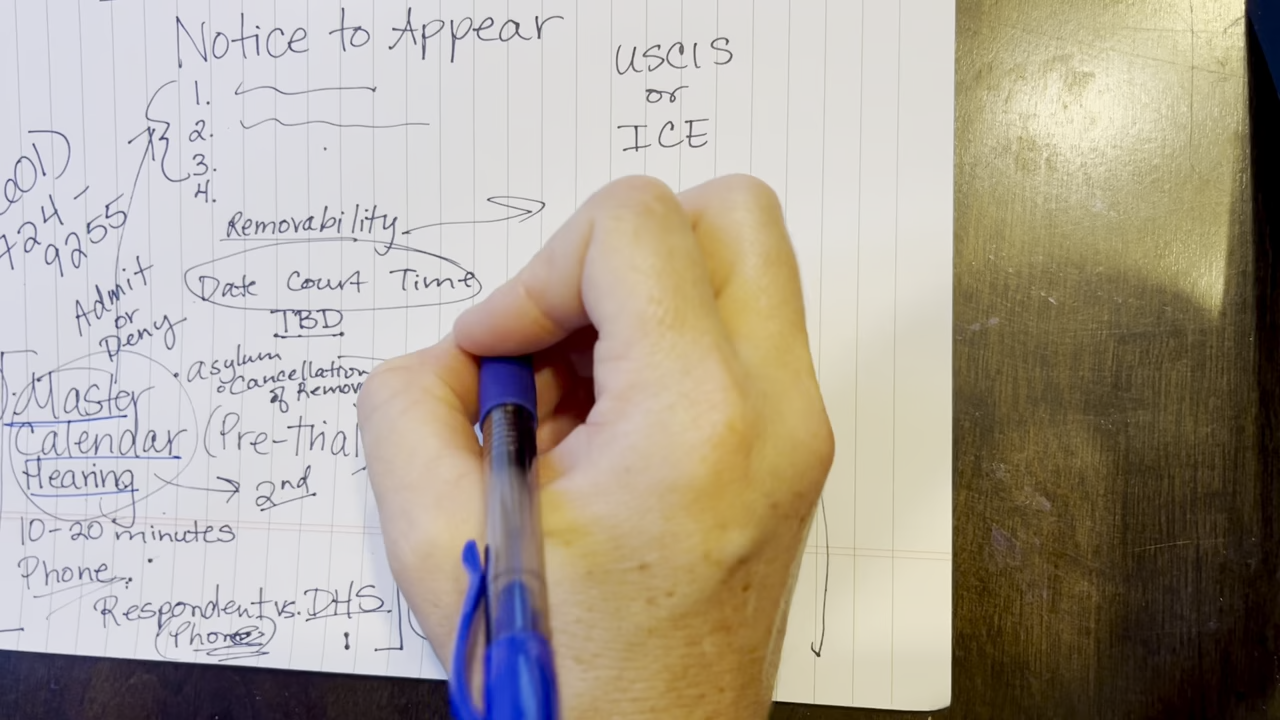 Notice to Appear
1.
2.
3.
4.
USCIS
or
ICE
724-
9255
Removability
Date Court Time
TBD
Admit
or
Deny
• asylum
• Cancellation
of Remov
Master
Calendar
Hearing
(Pre-trial
2nd
10-20 minutes
Phone
Respondent vs. DHS
(Phone)
!